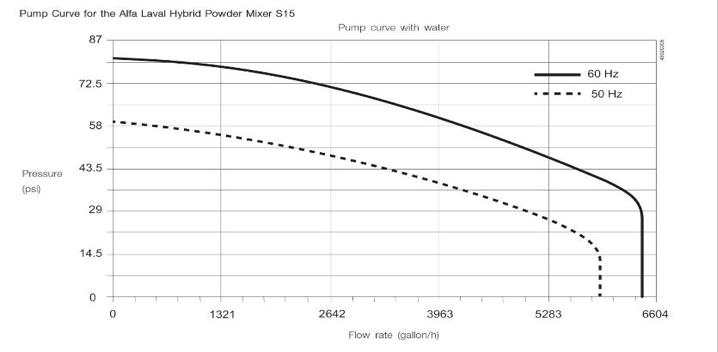 Pump Curve for the Alfa Laval Hybrid Powder Mixer S15
Pump curve with water
87
72.5
60 Hz
50 Hz
58
Pressure
(psi)
43.5
29
14.5
0
0 1321 2642 3963 5283 6604
Flow rate (gallon/h)